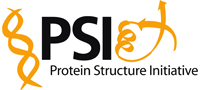 PSI
Protein Structure Initiative